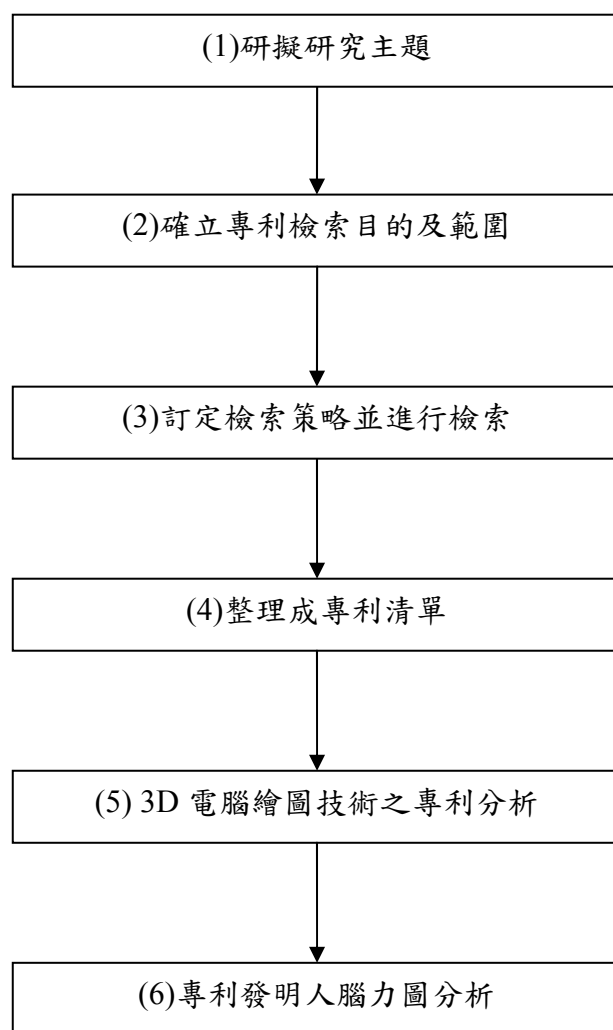 (1)研擬研究主題
(2)確立專利檢索目的及範圍
(3)訂定檢索策略並進行檢索
(4)整理成專利清單
(5) 3D 電腦繪圖技術之專利分析
(6)專利發明人腦力圖分析